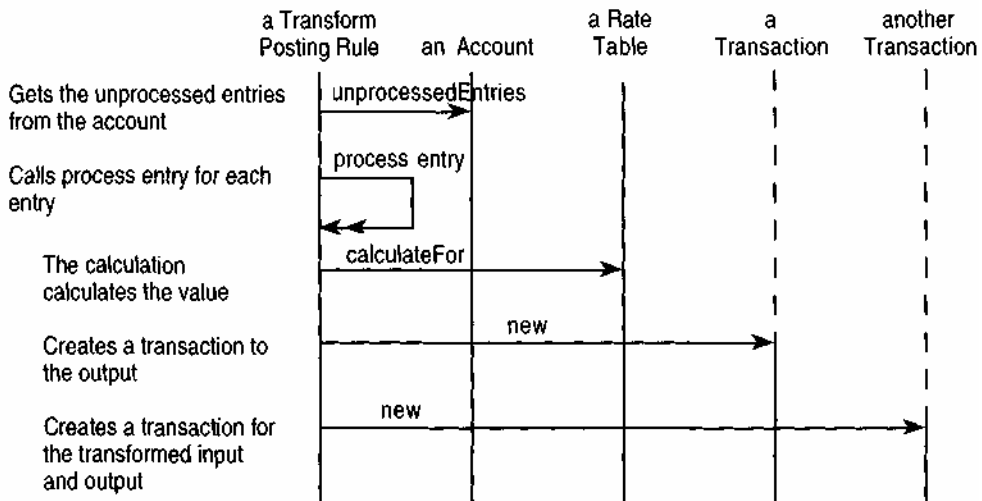 a Transform
Posting Rule
an Account
a Rate
Table
a
Transaction
another
Transaction
Gets the unprocessed entries
from the account
unprocessedEntries
Calls process entry for each
entry
process entry
The calculation
calculates the value
calculateFor
Creates a transaction to
the output
new
Creates a transaction for
the transformed input
and output
new